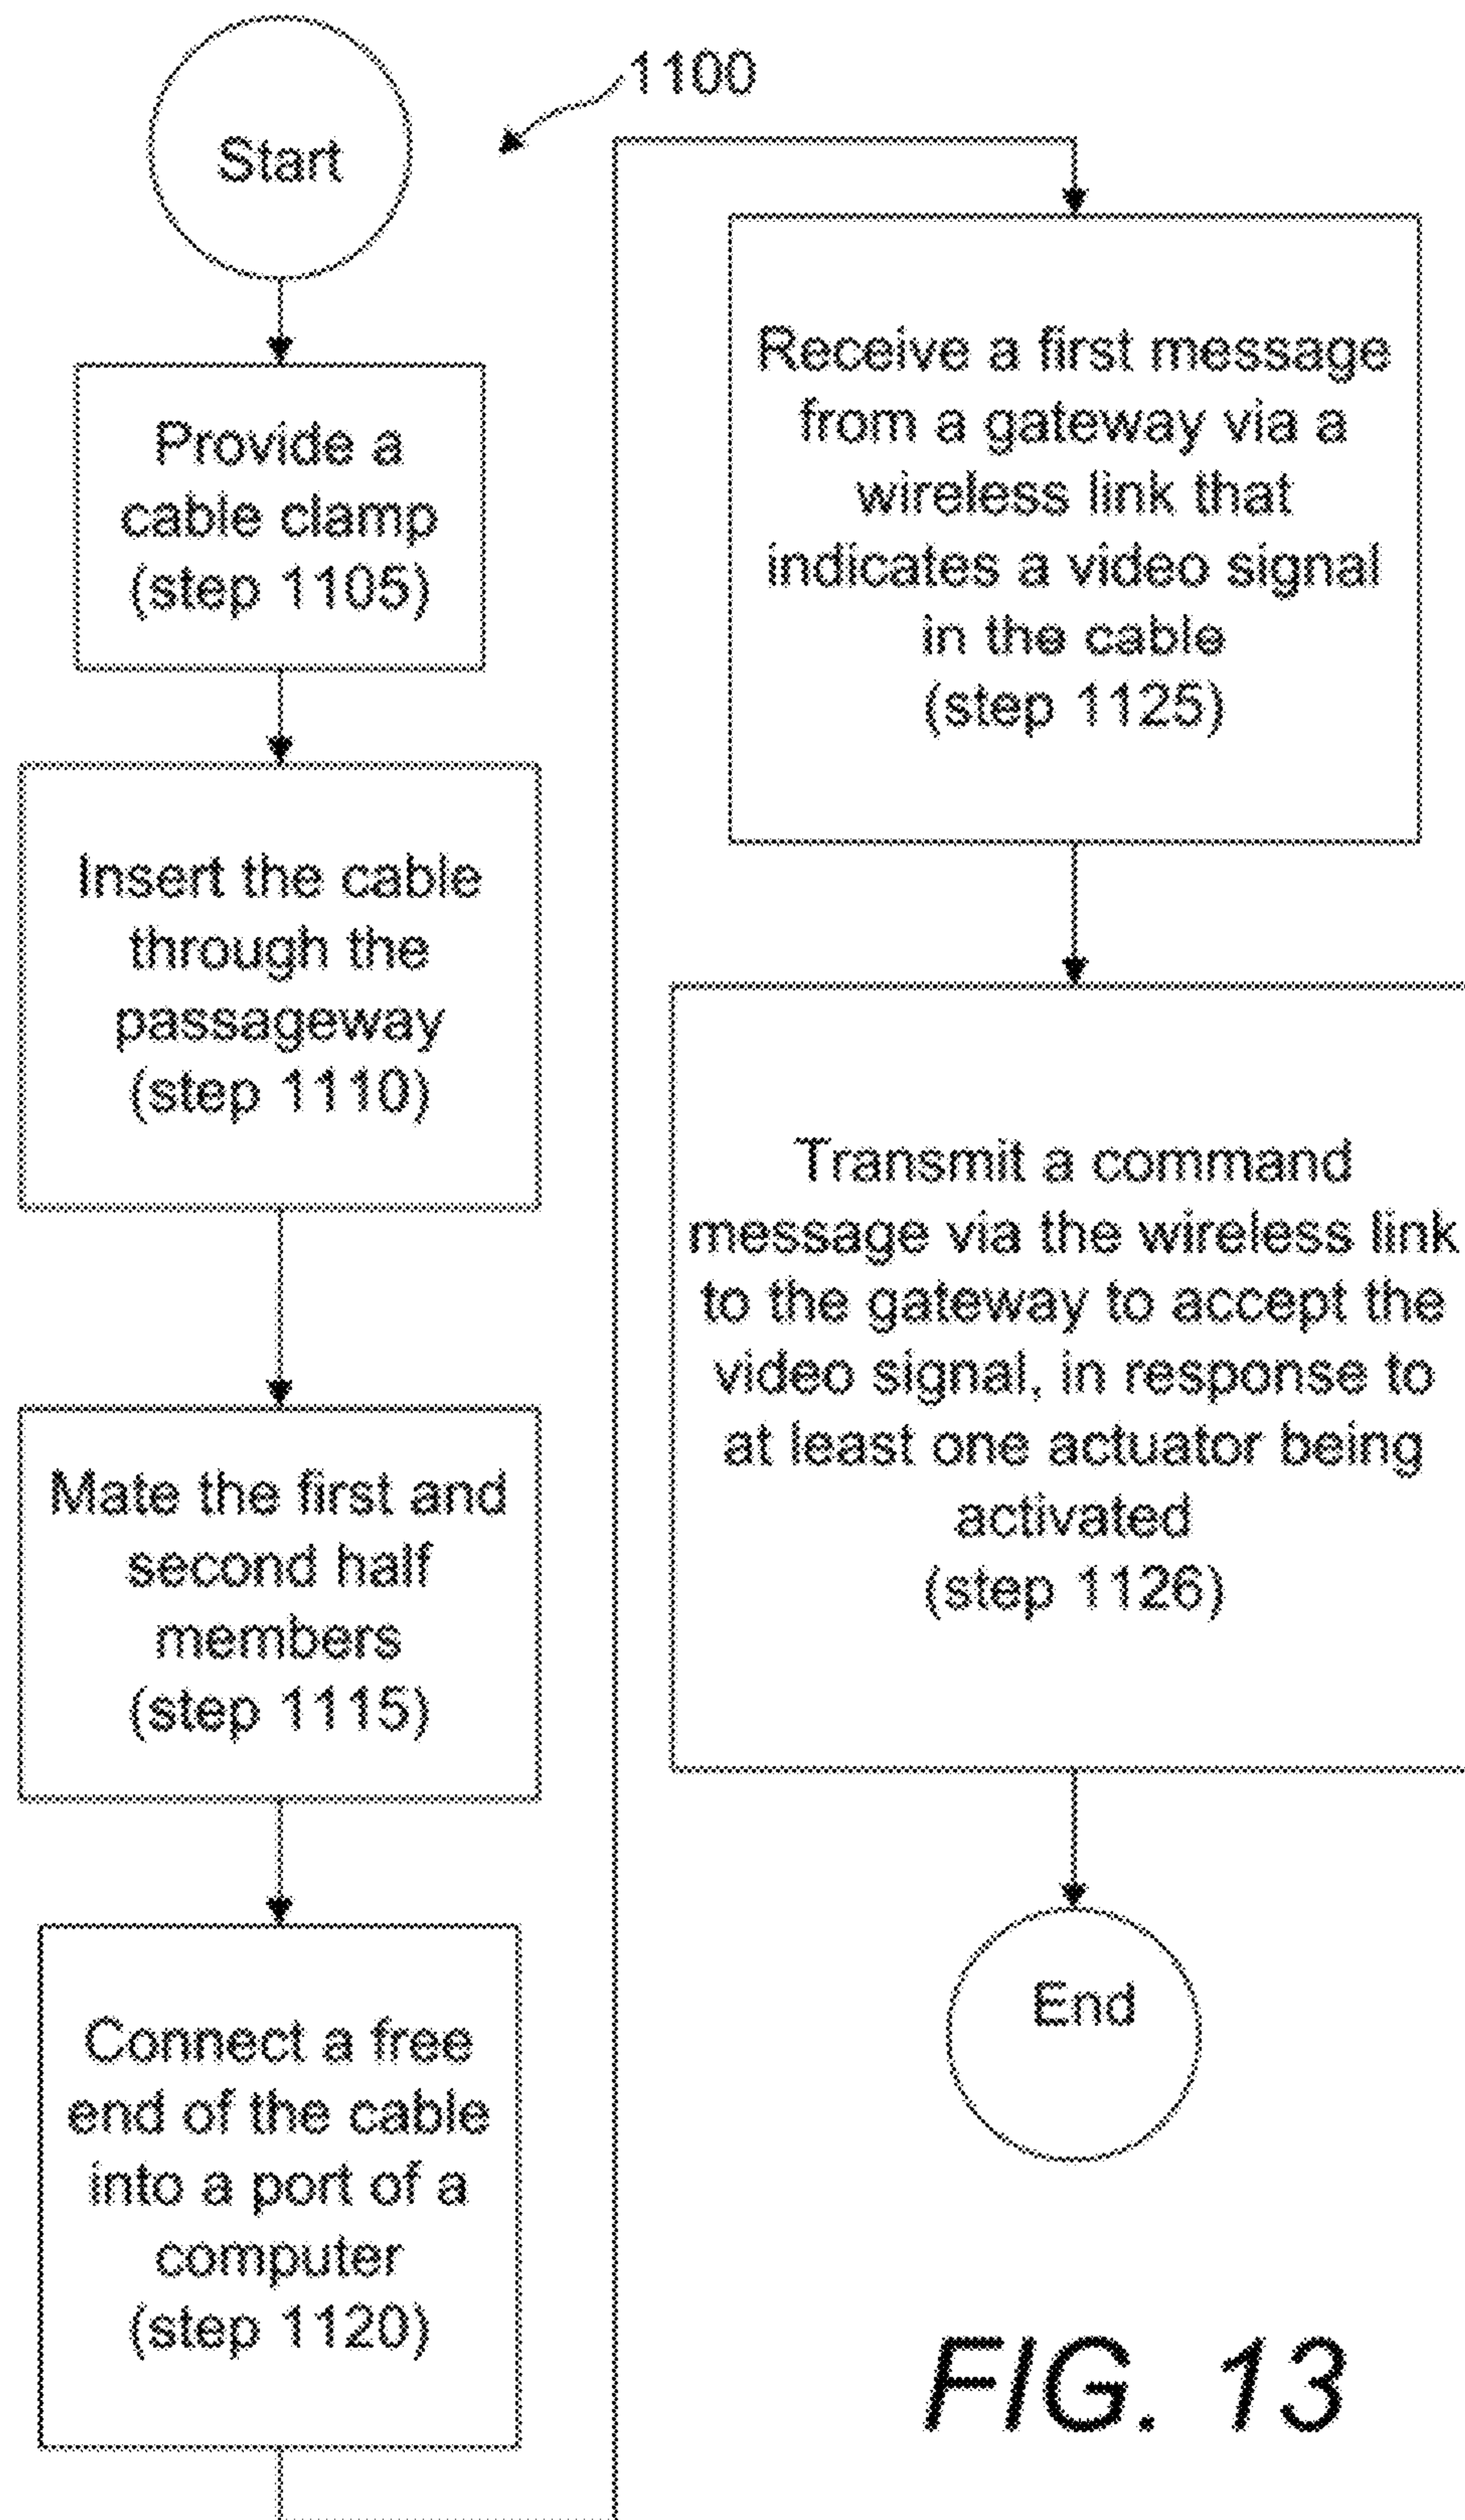 1100
Start
Provide a
cable clamp
(step 1105)
Insert the cable
through the
passageway
(step 1110)
Mate the first and
second half
members
(step 1115)
Connect a free
end of the cable
into a port of a
computer
(step 1120)
Receive a first message
from a gateway via a
wireless link that
indicates a video signal
in the cable
(step 1125)
Transmit a command
message via the wireless link
to the gateway to accept the
video signal, in response to
at least one actuator being
activated
(step 1126)
End
FIG. 13